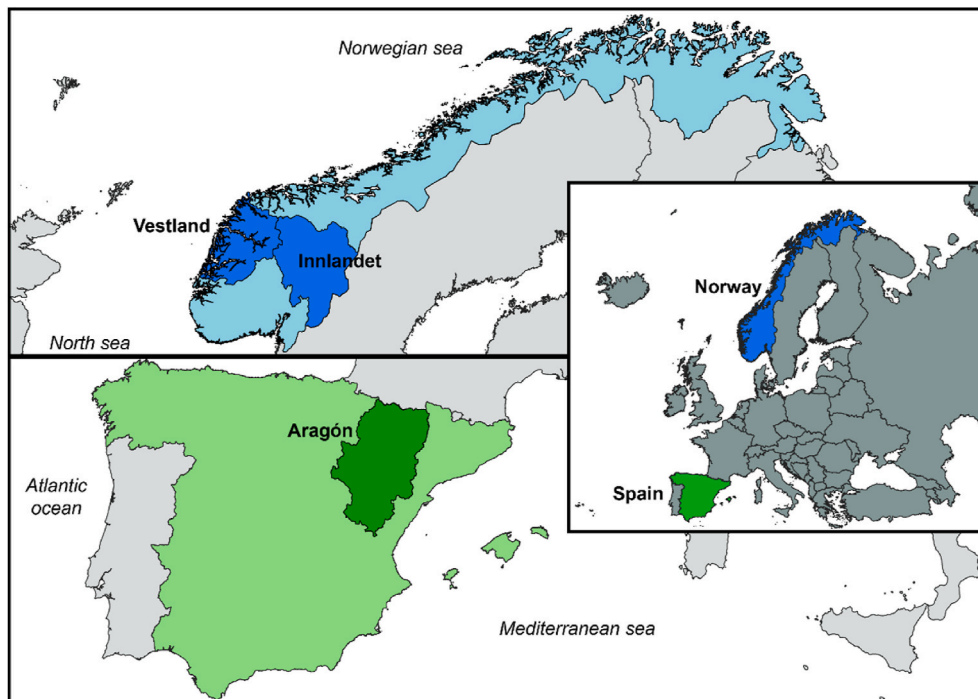 Norwegian sea
Vestland
Innlandet
North sea
Norway
Spain
Aragón
Atlantic
ocean
Mediterranean sea